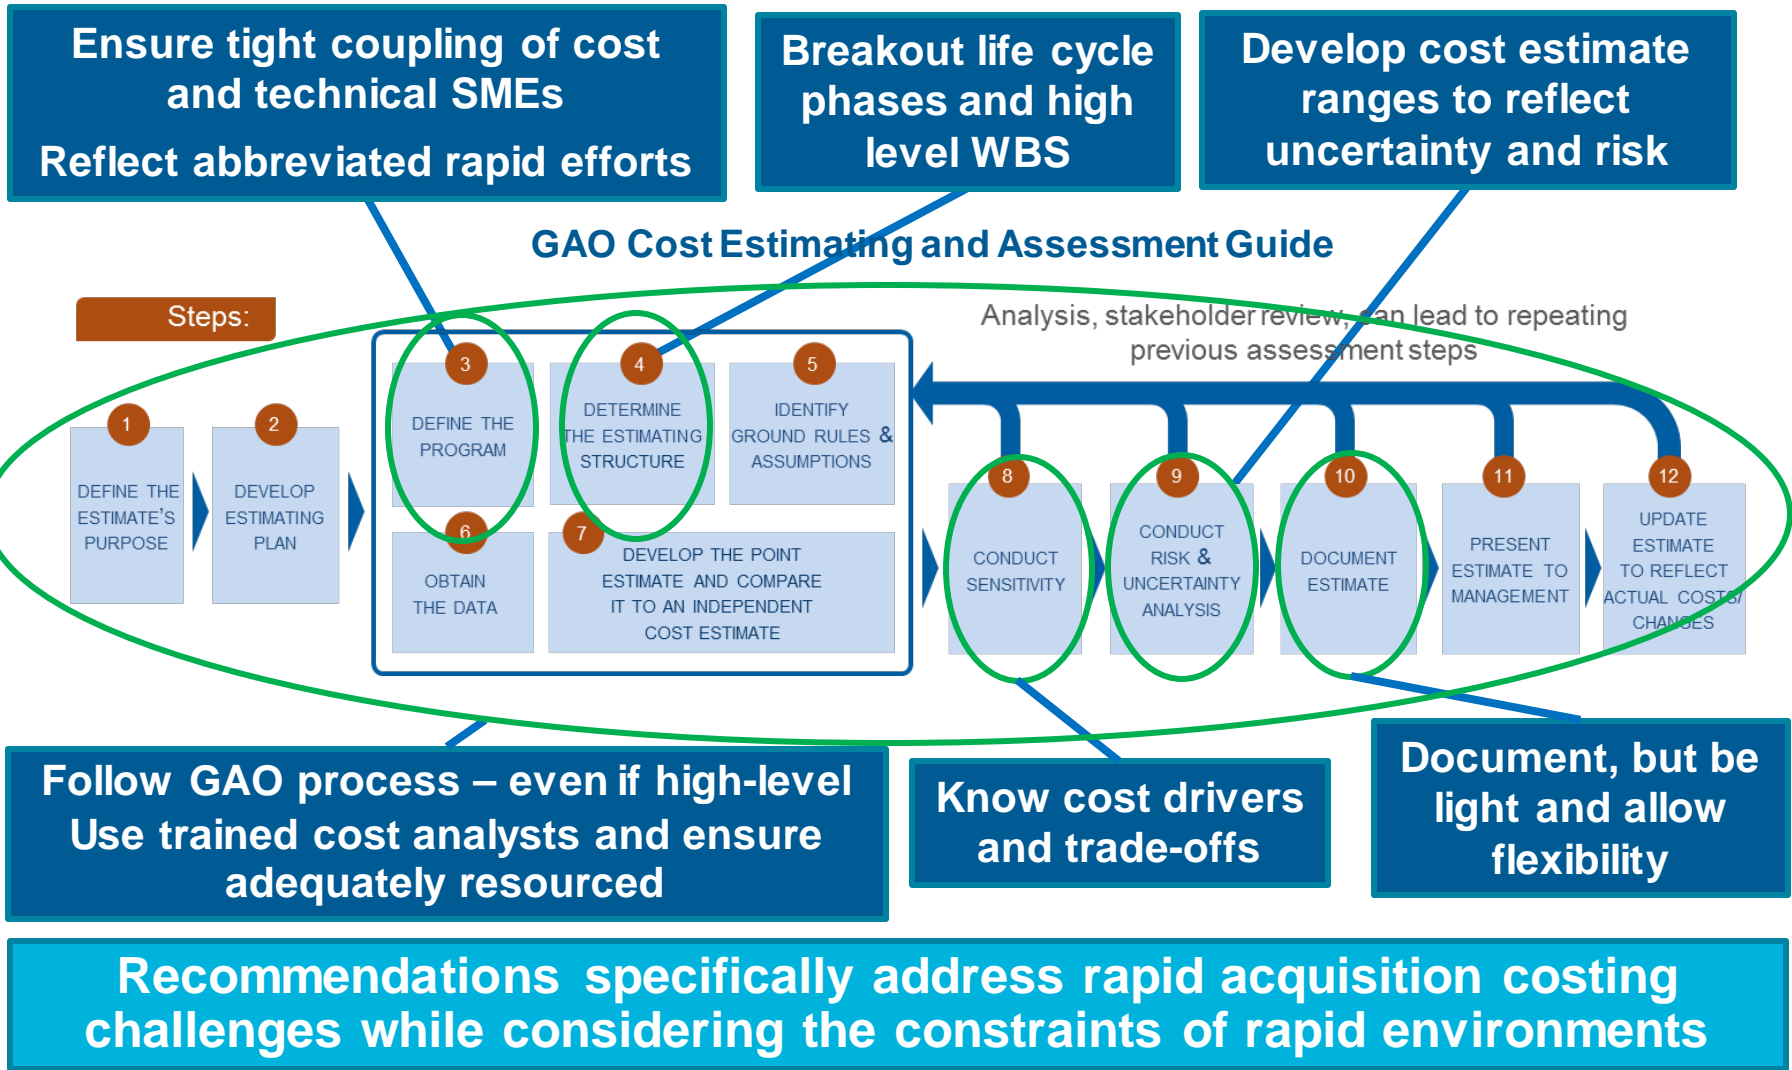 Ensure tight coupling of cost
and technical SMEs
Reflect abbreviated rapid efforts
Breakout life cycle
phases and high
level WBS
Develop cost estimate
ranges to reflect
uncertainty and risk
GAO Cost Estimating and Assessment Guide
Steps:
Analysis, stakeholder review, can lead to repeating
previous assessment steps
1
DEFINE THE
ESTIMATE'S
PURPOSE
2
DEVELOP
ESTIMATING
PLAN
3
DEFINE THE
PROGRAM
4
DETERMINE
THE ESTIMATING
STRUCTURE
5
IDENTIFY
GROUND RULES &
ASSUMPTIONS
6
OBTAIN
THE DATA
7
DEVELOP THE POINT
ESTIMATE AND COMPARE
IT TO AN INDEPENDENT
COST ESTIMATE
8
CONDUCT
SENSITIVITY
9
CONDUCT
RISK &
UNCERTAINTY
ANALYSIS
10
DOCUMENT
ESTIMATE
11
PRESENT
ESTIMATE TO
MANAGEMENT
12
UPDATE
ESTIMATE
TO REFLECT
ACTUAL COSTS/
CHANGES
Follow GAO process – even if high-level
Use trained cost analysts and ensure
adequately resourced
Know cost drivers
and trade-offs
Document, but be
light and allow
flexibility
Recommendations specifically address rapid acquisition costing
challenges while considering the constraints of rapid environments